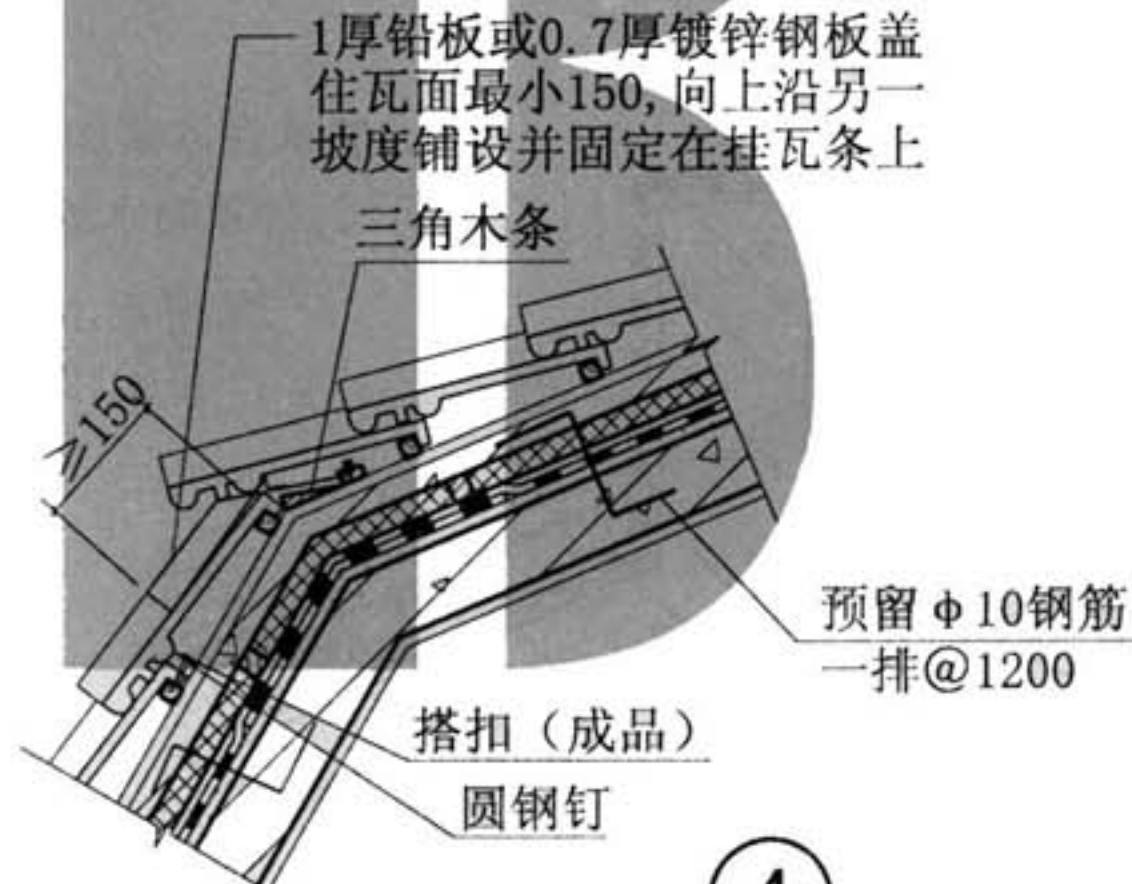 1厚铅板或0.7厚镀锌钢板盖
住瓦面最小150,向上沿另一
坡度铺设并固定在挂瓦条上
三角木条
≥150
预留φ10钢筋
一排@1200
搭扣（成品）
圆钢钉
4